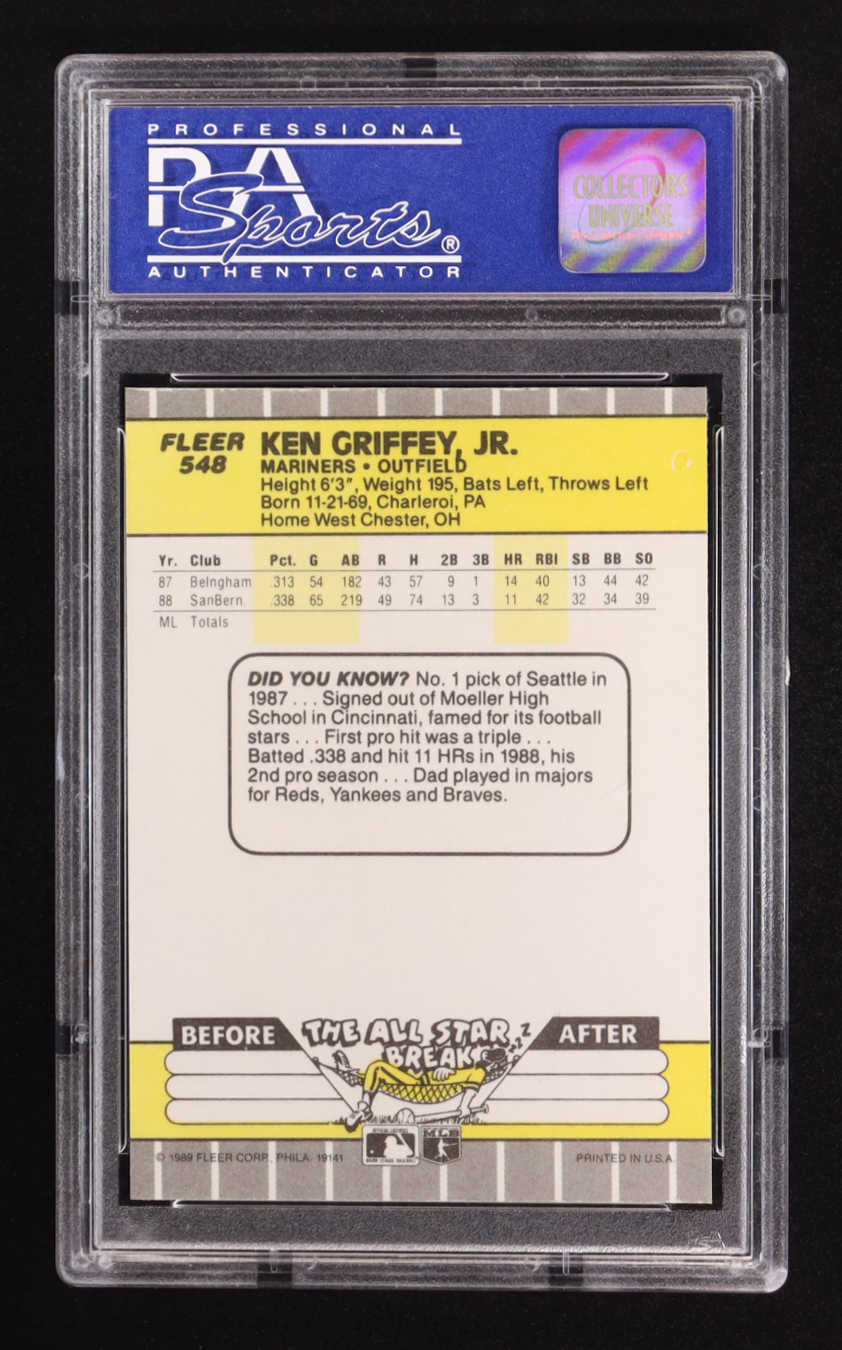 PROFESSIONAL
PSA
Sports®
AUTHENTICATOR
COLLECTORS
UNIVERSE
FLEER
548
KEN GRIFFEY, JR.
MARINERS • OUTFIELD
Height 6'3", Weight 195, Bats Left, Throws Left
Born 11-21-69, Charleroi, PA
Home West Chester, OH
Yr. Club Pct. G AB R H 2B 3B HR RBI SB BB SO
87 Belngham .313 54 182 43 57 9 1 14 40 13 44 42
88 SanBern. .338 65 219 49 74 13 3 11 42 32 34 39
ML Totals
DID YOU KNOW? No. 1 pick of Seattle in
1987 . . . Signed out of Moeller High
School in Cincinnati, famed for its football
stars . . . First pro hit was a triple . . .
Batted .338 and hit 11 HRs in 1988, his
2nd pro season . . . Dad played in majors
for Reds, Yankees and Braves.
BEFORE
THE ALL STAR
BREAK
zzZ
AFTER
MLB
© 1989 FLEER CORP., PHILA. 19141
PRINTED IN U.S.A.